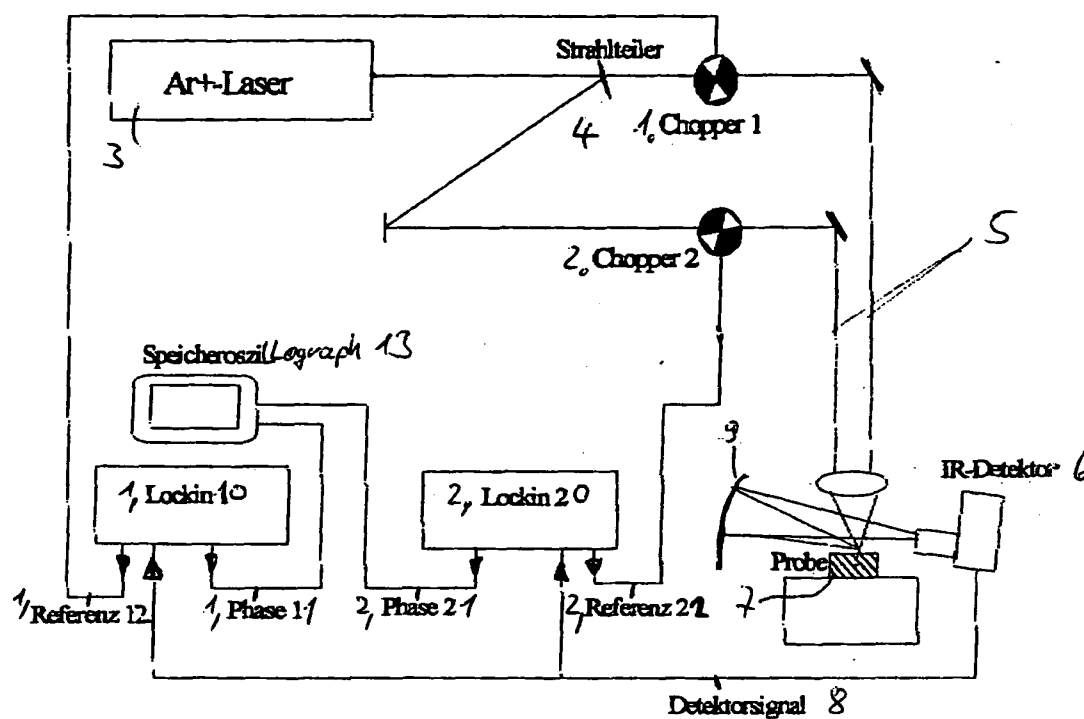 Strahlteiler
Ar+-Laser
3
4
1. Chopper 1
5
2. Chopper 2
Speicheroszillograph 13
9
IR-Detektor 6
1, Lockin 10
2, Lockin 20
Probe
7
1/Referenz 12
1, Phase 11
2, Phase 21
2, Referenz 22
Detektorsignal 8